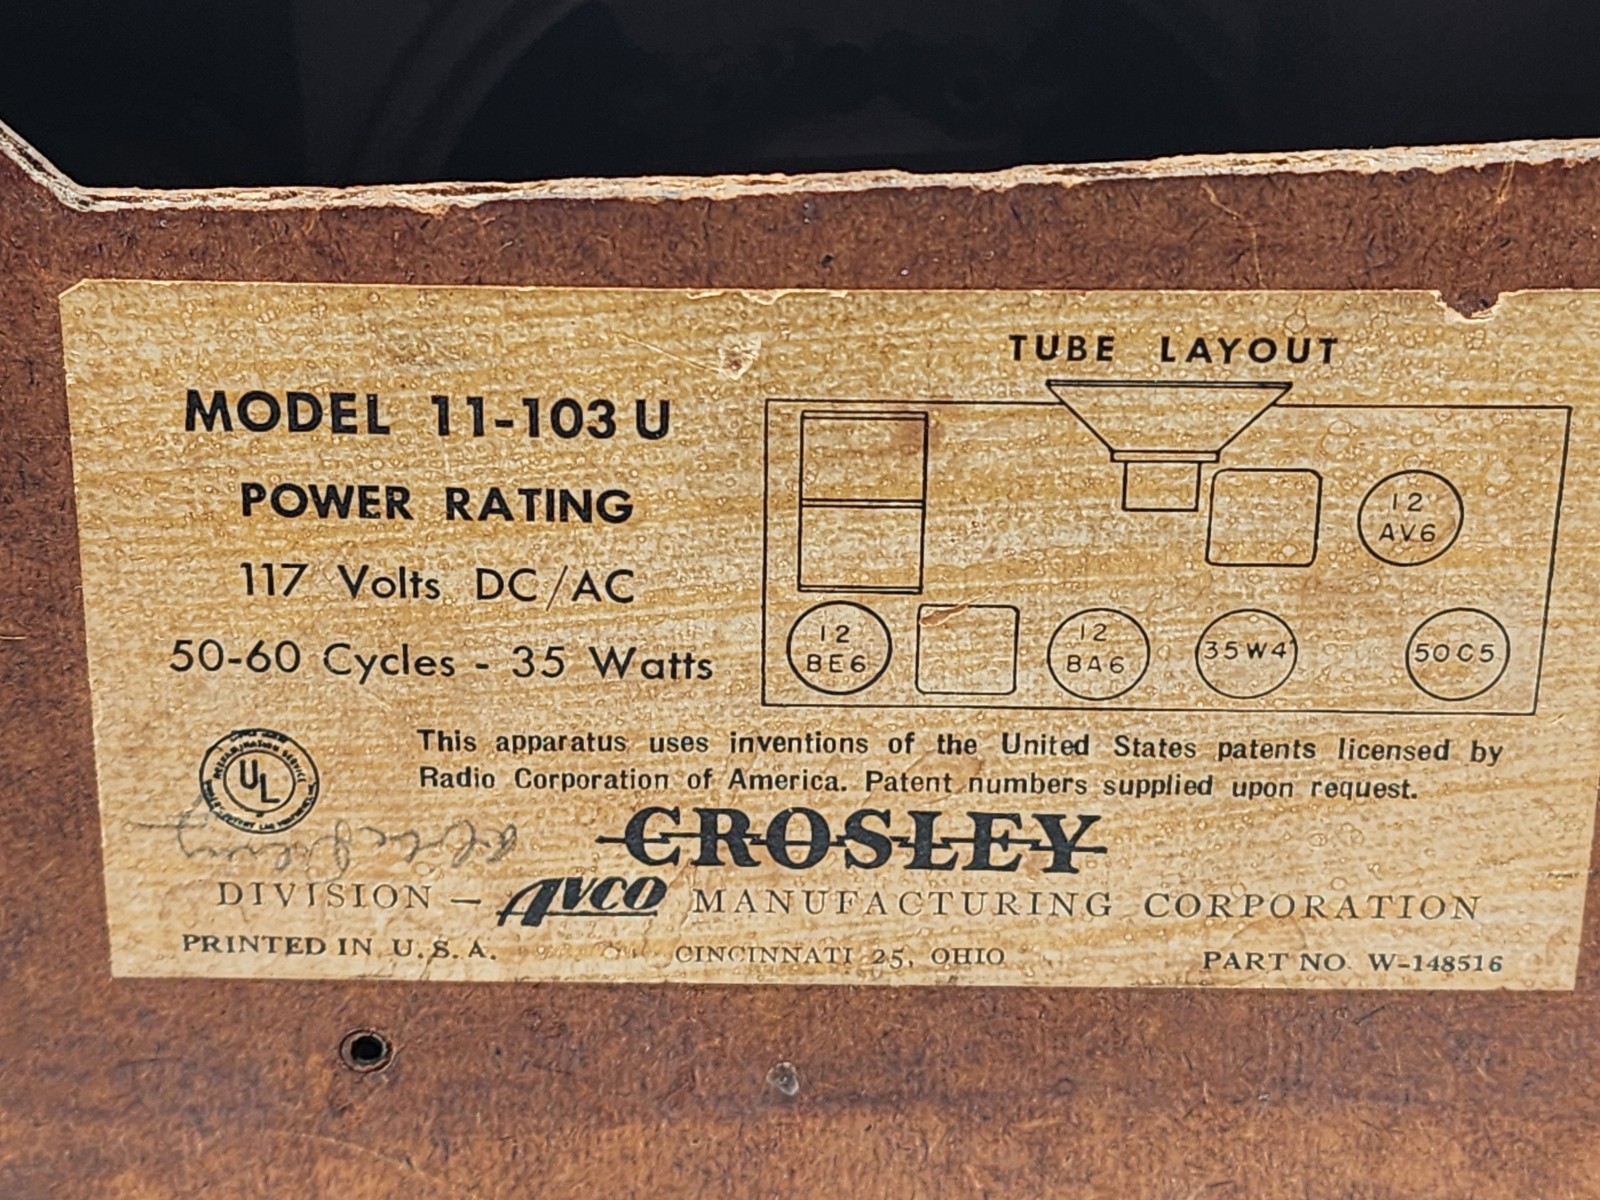 TUBE LAYOUT
MODEL 11-103 U
POWER RATING
117 Volts DC/AC
50-60 Cycles - 35 Watts
12
AV6
12
BE6
12
BA6
35W4
50C5
This apparatus uses inventions of the United States patents licensed by
Radio Corporation of America. Patent numbers supplied upon request.
UL
CROSLEY
DIVISION — AVCO MANUFACTURING CORPORATION
PRINTED IN U.S.A. CINCINNATI 25, OHIO PART NO. W-148516